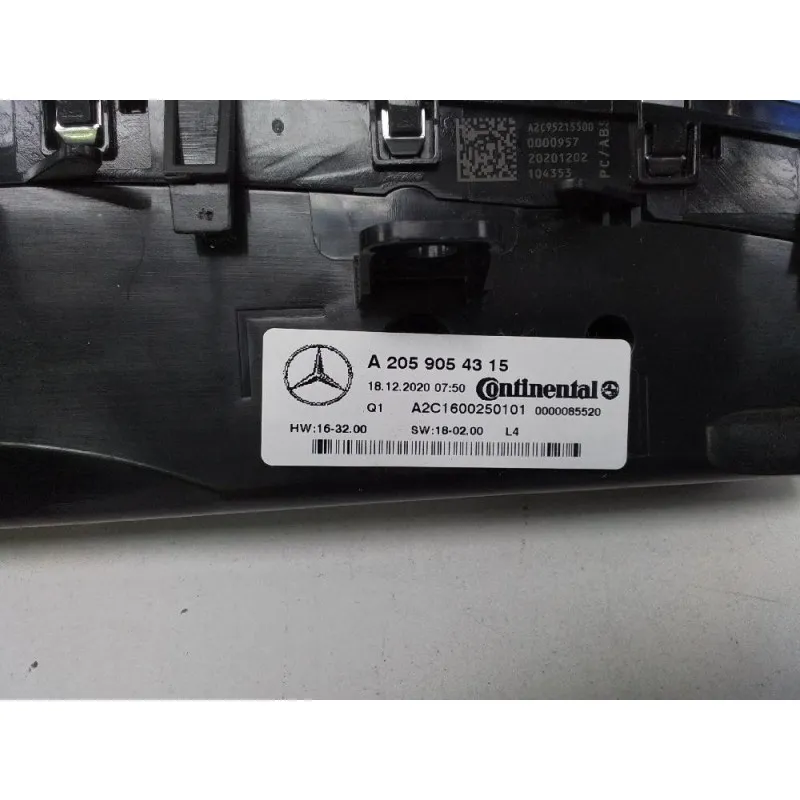 A2C95215300
0000957
20201202
104353
PC/ABS
A 205 905 43 15
18.12.2020 07:50 Continental
Q1 A2C1600250101 0000085520
HW:16-32.00 SW:18-02.00 L4